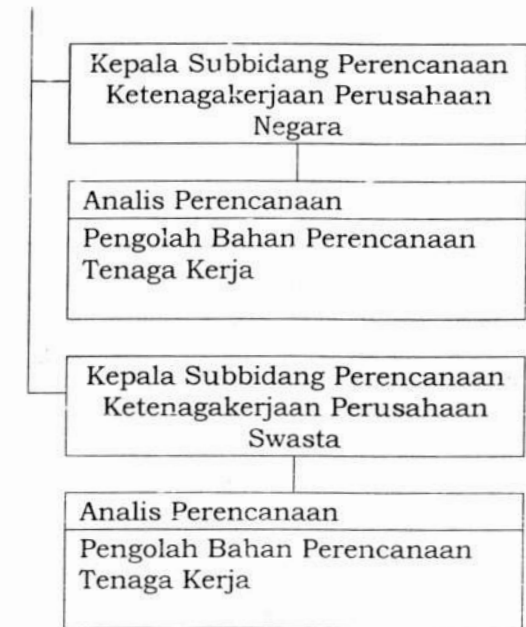 Kepala Subbidang Perencanaan
Ketenagakerjaan Perusahaan
Negara
Analis Perencanaan
Pengolah Bahan Perencanaan
Tenaga Kerja
Kepala Subbidang Perencanaan
Ketenagakerjaan Perusahaan
Swasta
Analis Perencanaan
Pengolah Bahan Perencanaan
Tenaga Kerja